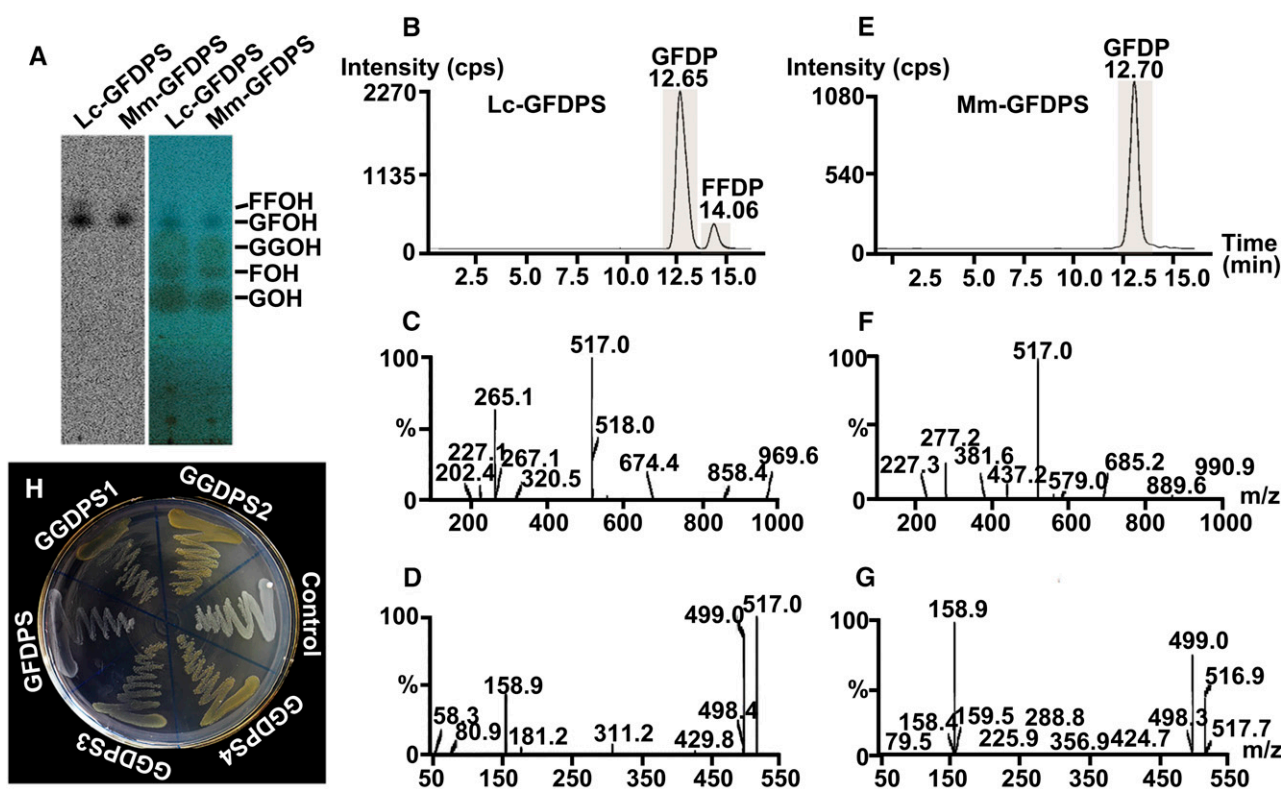 A
Lc-GFDPS
Mm-GFDPS
Lc-GFDPS
Mm-GFDPS
FFOH
GFOH
GGOH
FOH
GOH
B
Intensity (cps)
2270
1135
0
Lc-GFDPS
GFDP
12.65
FFDP
14.06
2.5 5.0 7.5 10.0 12.5 15.0
E
Intensity (cps)
1080
540
0
Mm-GFDPS
GFDP
12.70
2.5 5.0 7.5 10.0 12.5 15.0
Time
(min)
C
100
%
0
517.0
265.1
518.0
227.1
267.1
202.4
320.5
674.4
858.4
969.6
200 400 600 800 1000
F
100
%
0
517.0
277.2
227.3
381.6
437.2
579.0
685.2
889.6
990.9
m/z
200 400 600 800 1000
D
100
%
0
499.0
517.0
158.9
58.3
80.9
181.2
311.2
429.8
498.4
50 150 250 350 450 550
G
100
%
0
158.9
499.0
516.9
158.4
159.5
288.8
498.3
517.7
79.5
225.9
356.9
424.7
m/z
50 150 250 350 450 550
H
GGDPS1
GGDPS2
Control
GGDPS4
GGDPS3
GFDPS